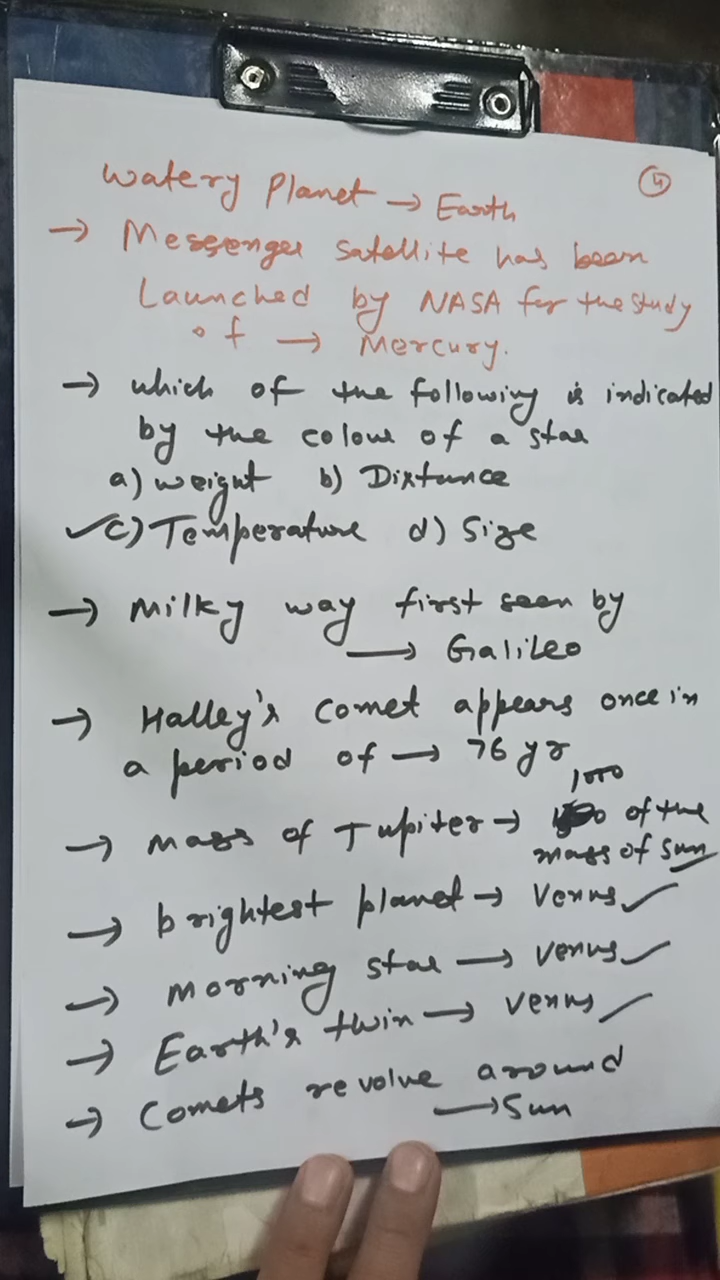 ④
Watery Planet → Earth
→ Messenger Satellite has been
Launched by NASA for the study
of → Mercury.
→ which of the following is indicated
by the colour of a star
a) weight b) Distance
✓c) Temperature d) Size
→ Milky way first seen by
→ Galileo
→ Halley's comet appears once in
a period of → 76 yr
1000
→ Mass of Jupiter → of the
mass of sun
→ brightest planet → Venus ✓
→ Morning star → Venus ✓
→ Earth's twin → Venus ✓
→ Comets revolve around
→ Sun